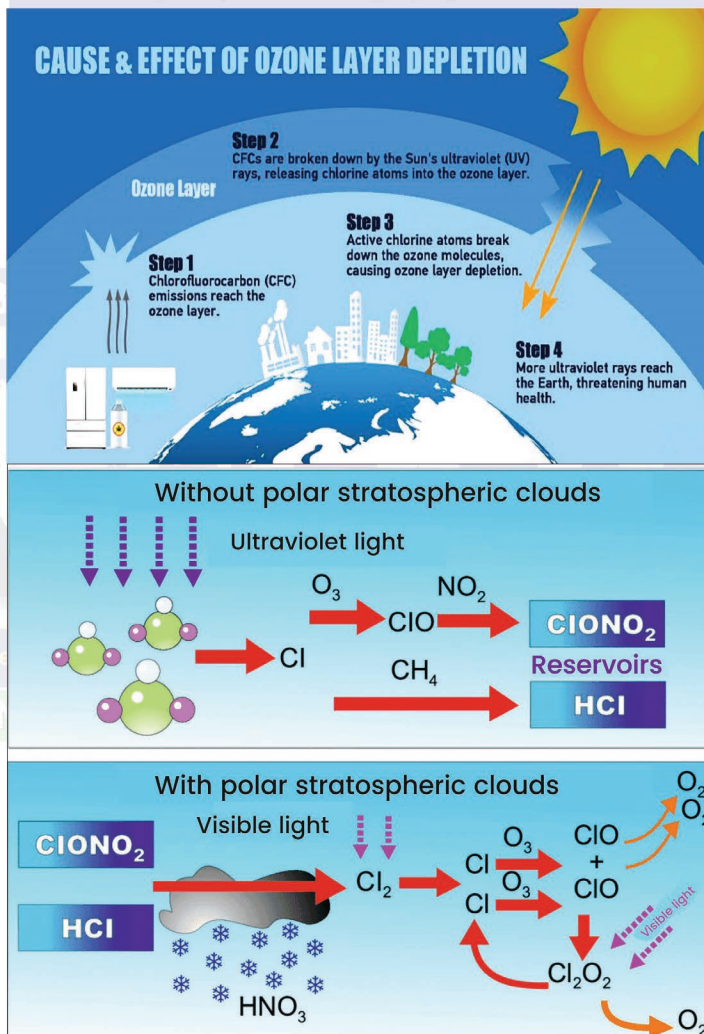 CAUSE & EFFECT OF OZONE LAYER DEPLETION
Step 2
CFCs are broken down by the Sun's ultraviolet (UV)
rays, releasing chlorine atoms into the ozone layer.
Ozone Layer
Step 3
Active chlorine atoms break
down the ozone molecules,
causing ozone layer depletion.
Step 1
Chlorofluorocarbon (CFC)
emissions reach the
ozone layer.
Step 4
More ultraviolet rays reach
the Earth, threatening human
health.
Without polar stratospheric clouds
Ultraviolet light
O₃
NO₂
Cl
ClO
ClONO₂
CH₄
Reservoirs
HCl
With polar stratospheric clouds
Visible light
ClONO₂
HCl
HNO₃
Cl₂
Cl
O₃
ClO
O₂
O₂
+
Cl
O₃
ClO
Visible light
Cl₂O₂
O₂